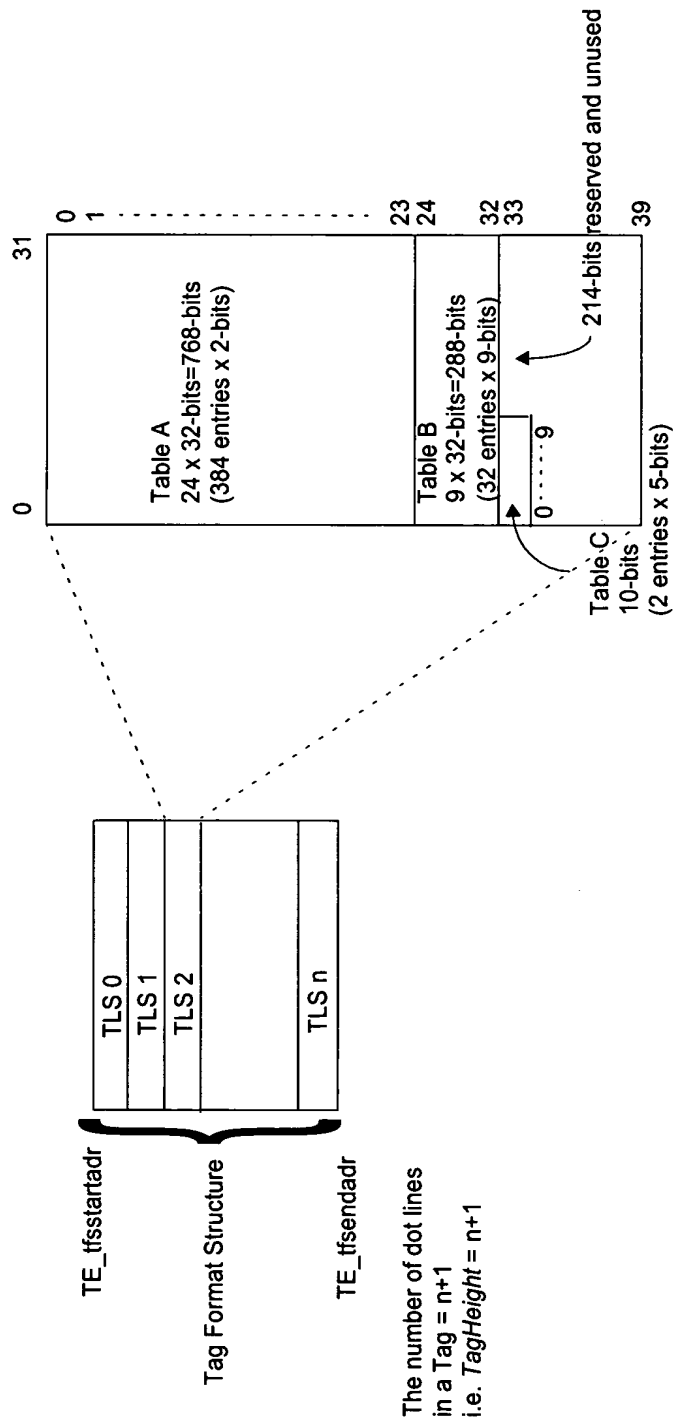 TE_tfsstartadr
Tag Format Structure
TE_tfsendadr
The number of dot lines
in a Tag = n+1
i.e. TagHeight = n+1
TLS 0
TLS 1
TLS 2
TLS n
0
31
Table A
24 x 32-bits=768-bits
(384 entries x 2-bits)
0
1
23
24
Table B
9 x 32-bits=288-bits
(32 entries x 9-bits)
32
33
0
9
39
Table C
10-bits
(2 entries x 5-bits)
214-bits reserved and unused